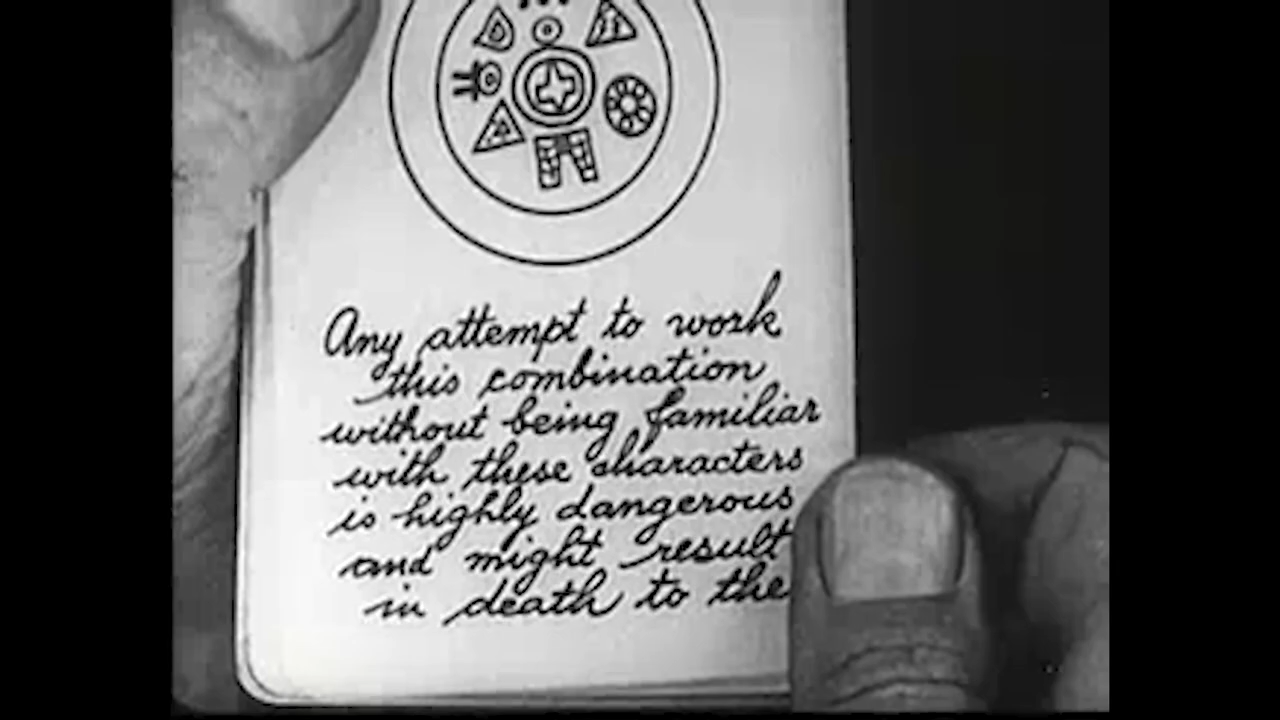 Any attempt to work
this combination
without being familiar
with these characters
is highly dangerous
and might result
in death to the